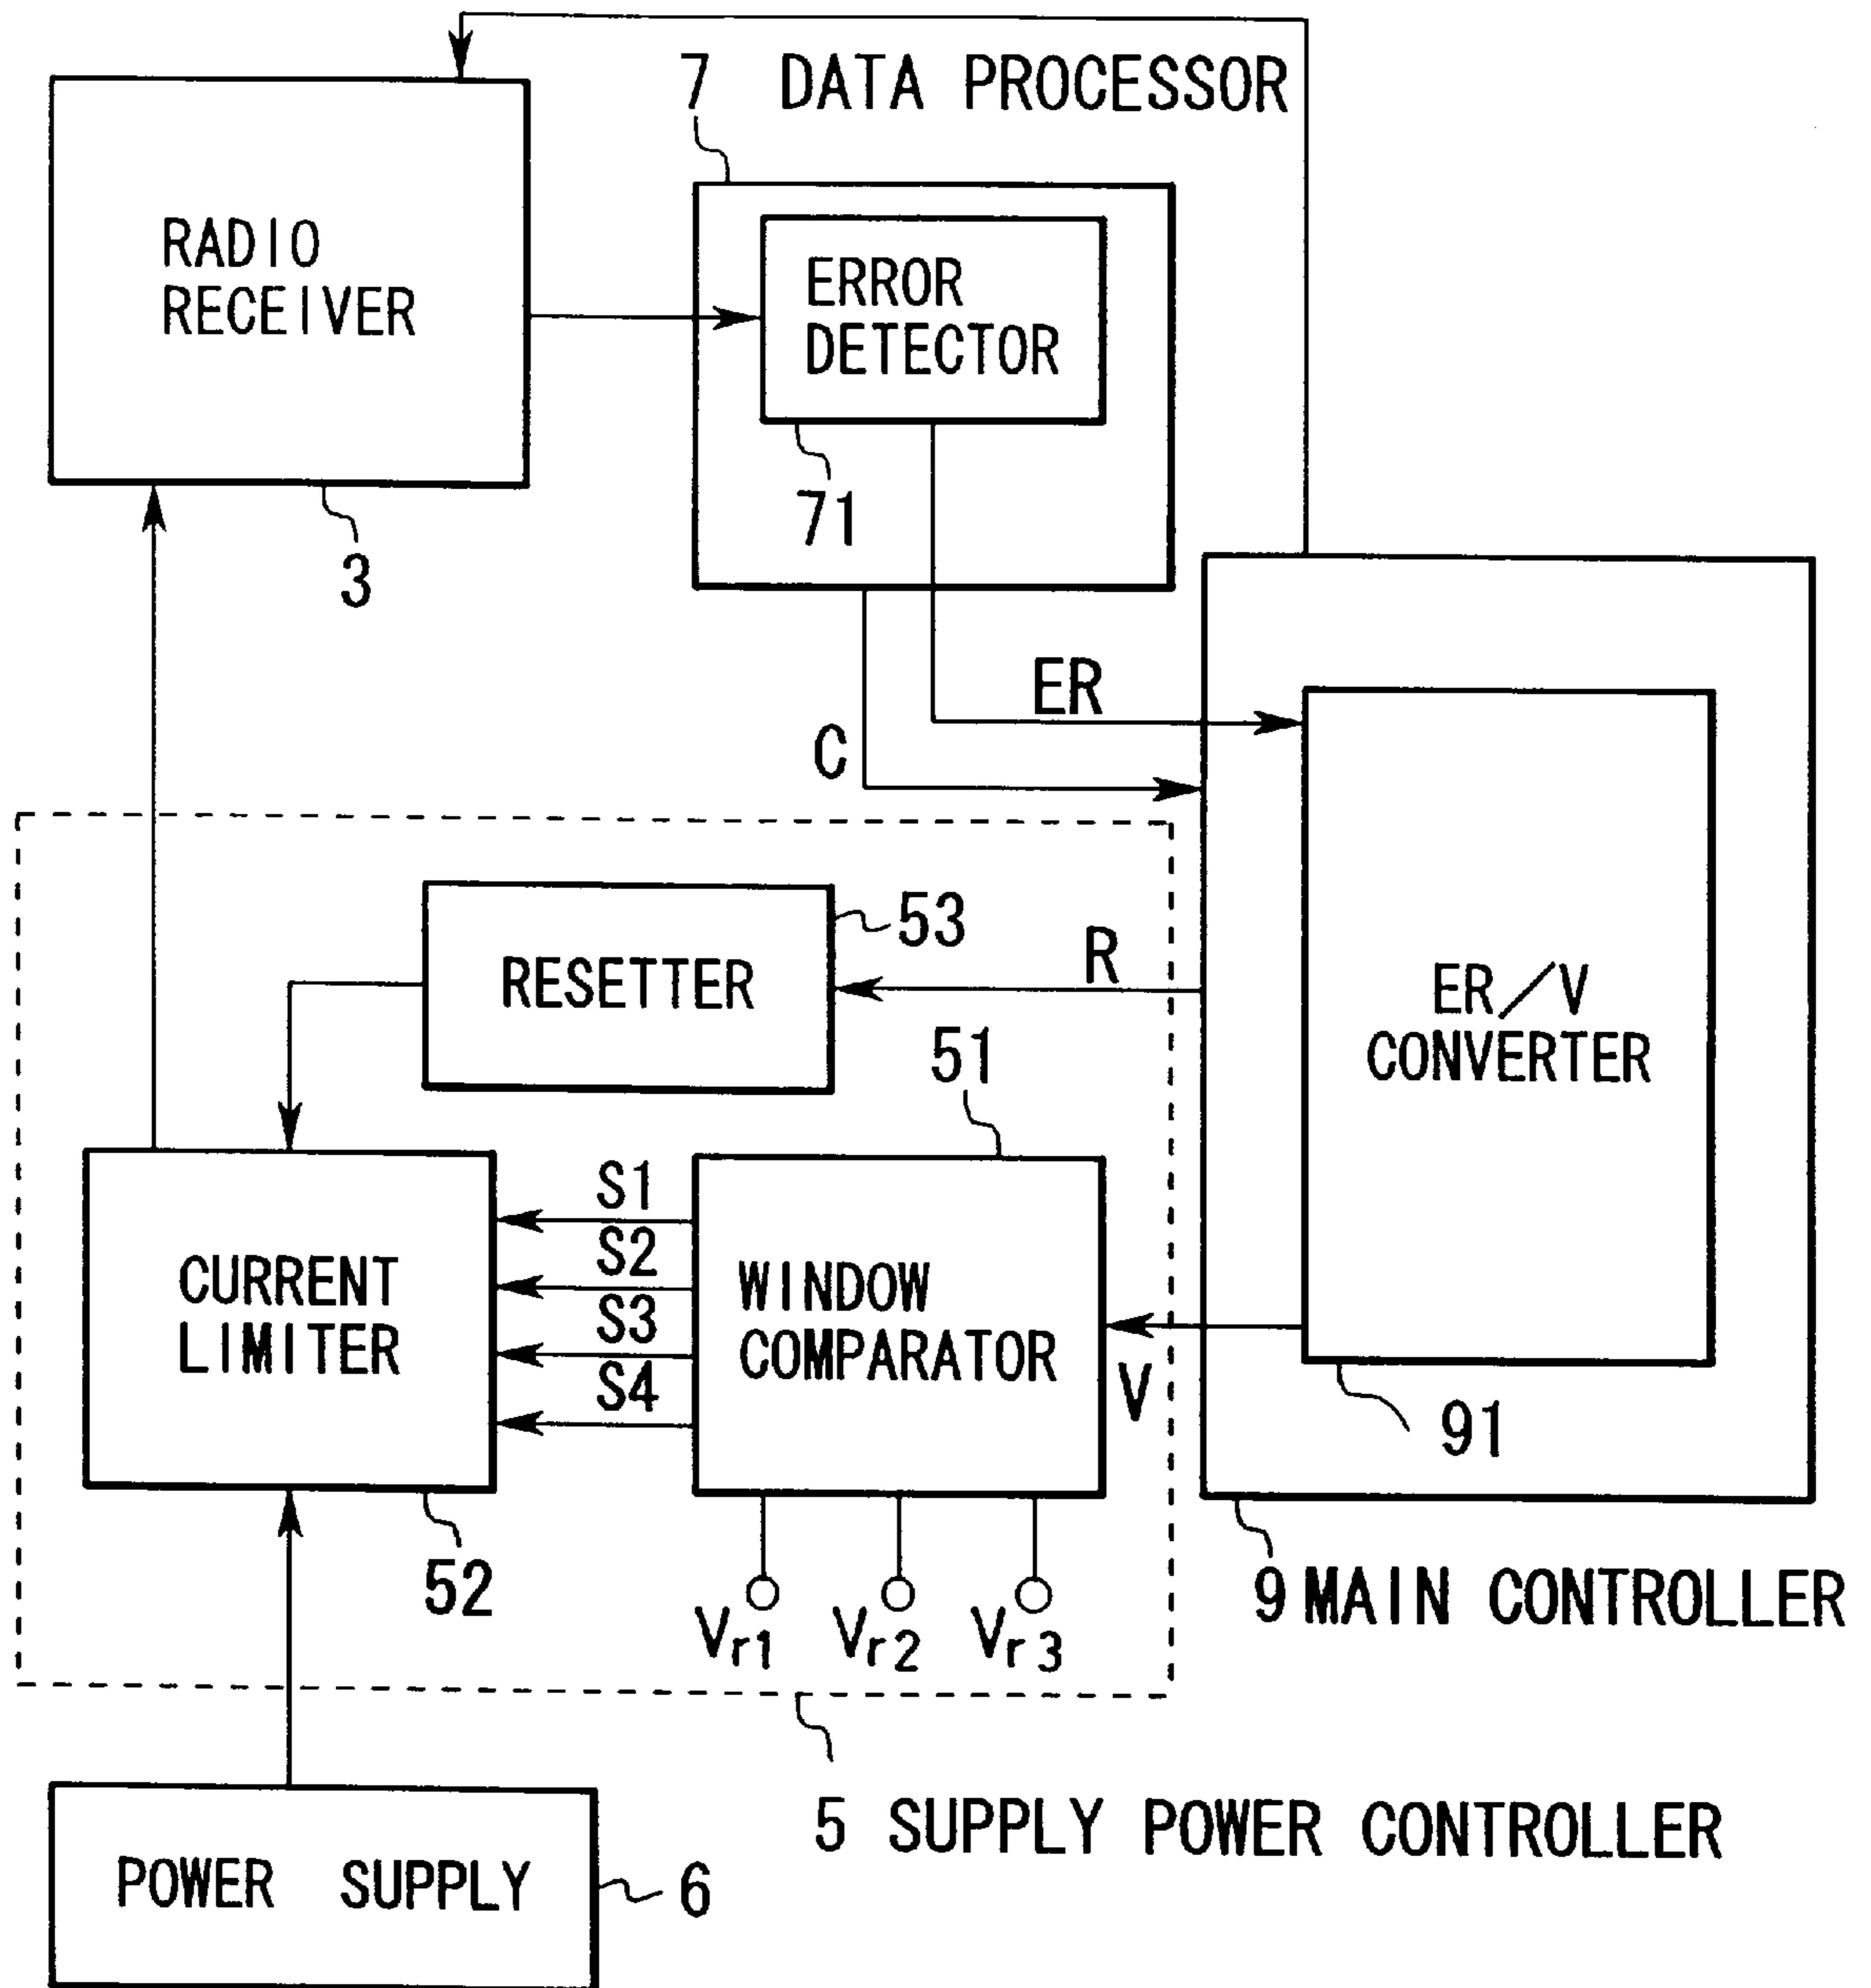 7 DATA PROCESSOR
RADIO
RECEIVER
3
ERROR
DETECTOR
71
ER
C
53
RESETTER
R
ER/V
CONVERTER
51
S1
S2
S3
S4
CURRENT
LIMITER
WINDOW
COMPARATOR
V
91
52
Vr1 Vr2 Vr3
9 MAIN CONTROLLER
5 SUPPLY POWER CONTROLLER
POWER SUPPLY
6